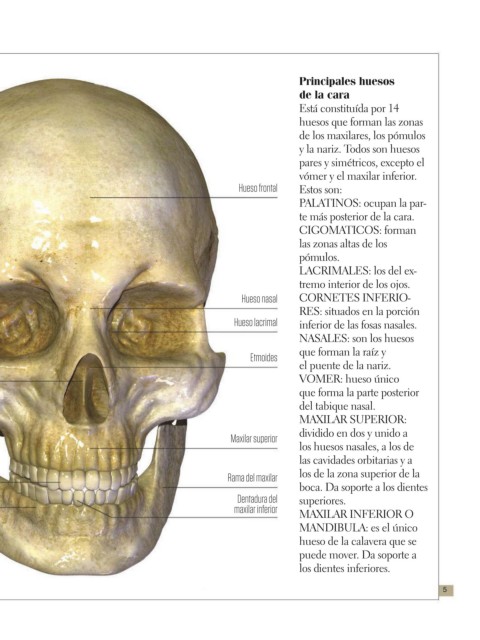 Hueso frontal
Hueso nasal
Hueso lacrimal
Etmoides
Maxilar superior
Rama del maxilar
Dentadura del
maxilar inferior
Principales huesos
de la cara
Está constituída por 14
huesos que forman las zonas
de los maxilares, los pómulos
y la nariz. Todos son huesos
pares y simétricos, excepto el
vómer y el maxilar inferior.
Estos son:
PALATINOS: ocupan la par-
te más posterior de la cara.
CIGOMATICOS: forman
las zonas altas de los
pómulos.
LACRIMALES: los del ex-
tremo interior de los ojos.
CORNETES INFERIO-
RES: situados en la porción
inferior de las fosas nasales.
NASALES: son los huesos
que forman la raíz y
el puente de la nariz.
VOMER: hueso único
que forma la parte posterior
del tabique nasal.
MAXILAR SUPERIOR:
dividido en dos y unido a
los huesos nasales, a los de
las cavidades orbitarias y a
los de la zona superior de la
boca. Da soporte a los dientes
superiores.
MAXILAR INFERIOR O
MANDIBULA: es el único
hueso de la calavera que se
puede mover. Da soporte a
los dientes inferiores.
5